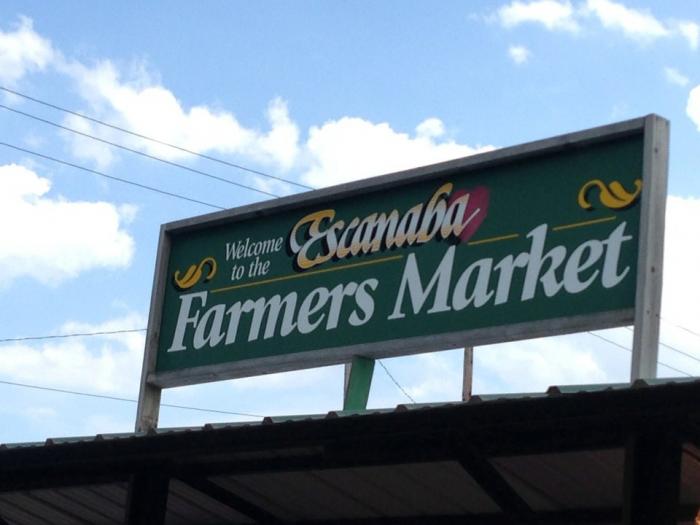 Welcome
to the
Escanaba
Farmers Market